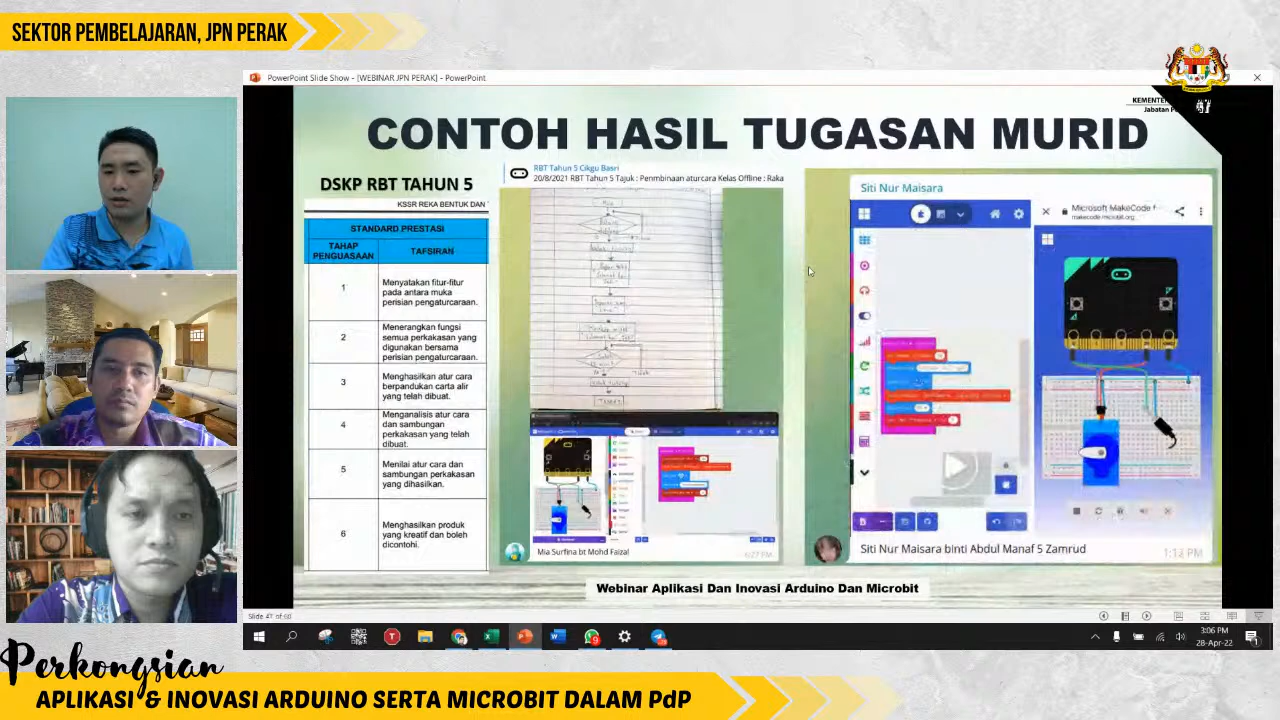 SEKTOR PEMBELAJARAN, JPN PERAK
PowerPoint Slide Show - [WEBINAR JPN PERAK] - PowerPoint
CONTOH HASIL TUGASAN MURID
DSKP RBT TAHUN 5
KSSR REKA BENTUK DAN
STANDARD PRESTASI
TAHAP PENGUASAAN
TAFSIRAN
1
Menyatakan fitur-fitur
pada antara muka
perisian pengaturcaraan.
2
Menerangkan fungsi
semua perkakasan yang
digunakan bersama
perisian pengaturcaraan.
3
Menghasilkan atur cara
berpandukan carta alir
yang telah dibuat.
4
Menganalisis atur cara
dan sambungan
perkakasan yang telah
dibuat.
5
Menilai atur cara dan
sambungan perkakasan
yang dihasilkan.
6
Menghasilkan produk
yang kreatif dan boleh
dicontohi.
RBT Tahun 5 Cikgu Basri
20/8/2021 RBT Tahun 5 Tajuk : Penmbinaan aturcara Kelas Offline : Raka
Mia Surfina bt Mohd Faizal
4:27 PM
Siti Nur Maisara
Microsoft MakeCode f
makecode.microbit.org
Siti Nur Maisara binti Abdul Manaf 5 Zamrud
Webinar Aplikasi Dan Inovasi Arduino Dan Microbit
3:06 PM
28-Apr-22
Perkongsian
APLIKASI & INOVASI ARDUINO SERTA MICROBIT DALAM PdP